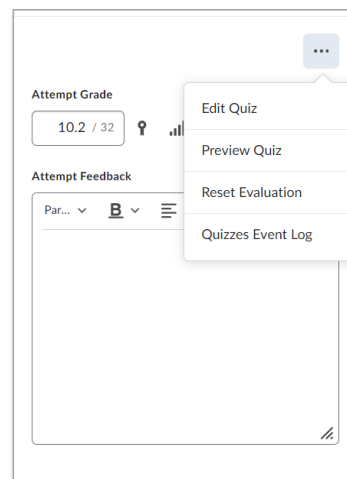 ...
Attempt Grade
10.2 / 32
Edit Quiz
Preview Quiz
Attempt Feedback
Reset Evaluation
Par... B
Quizzes Event Log